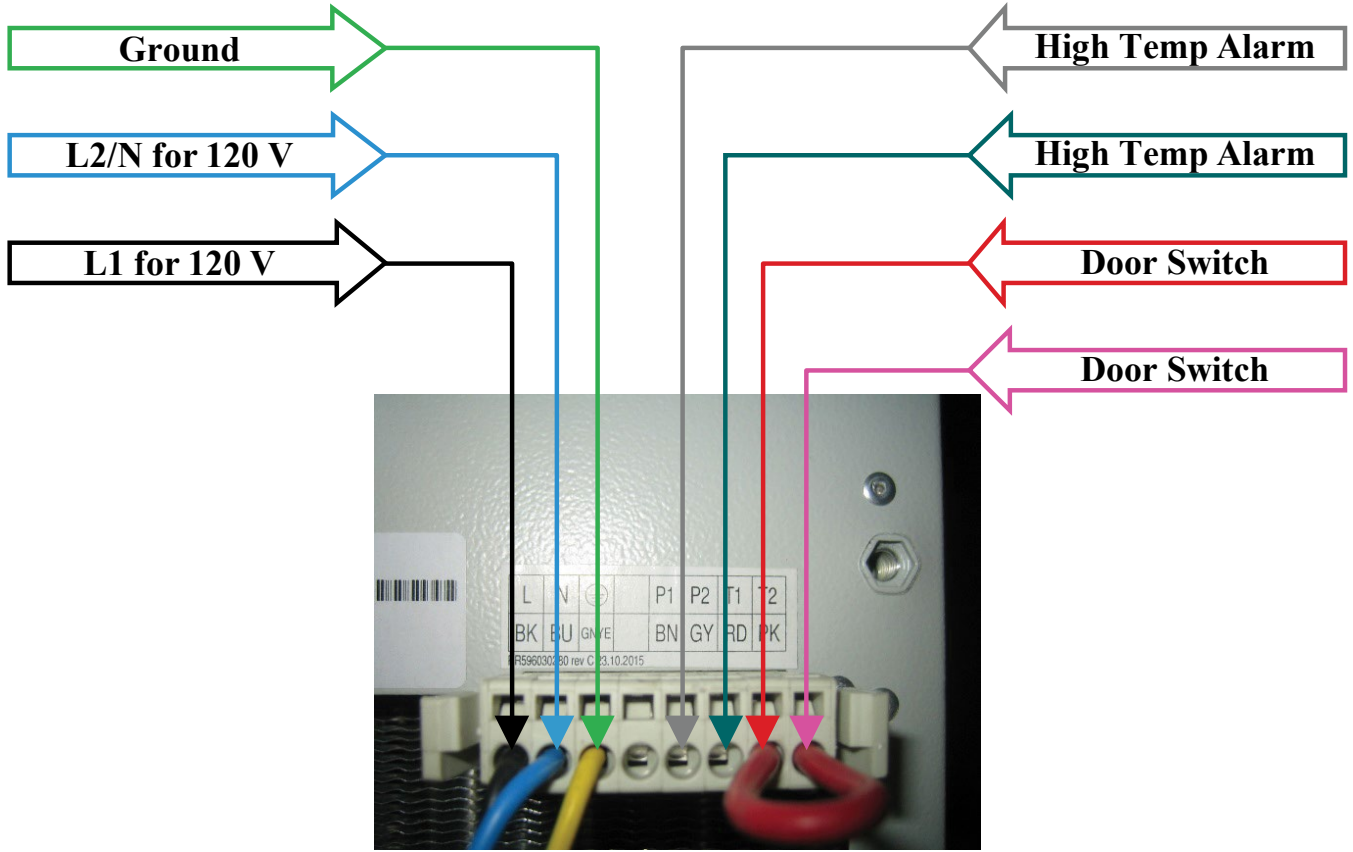 Ground
High Temp Alarm
L2/N for 120 V
High Temp Alarm
L1 for 120 V
Door Switch
Door Switch
L N P1 P2 T1 T2
BK BU GNYE BN GY RD PK
rev C 23.10.2015